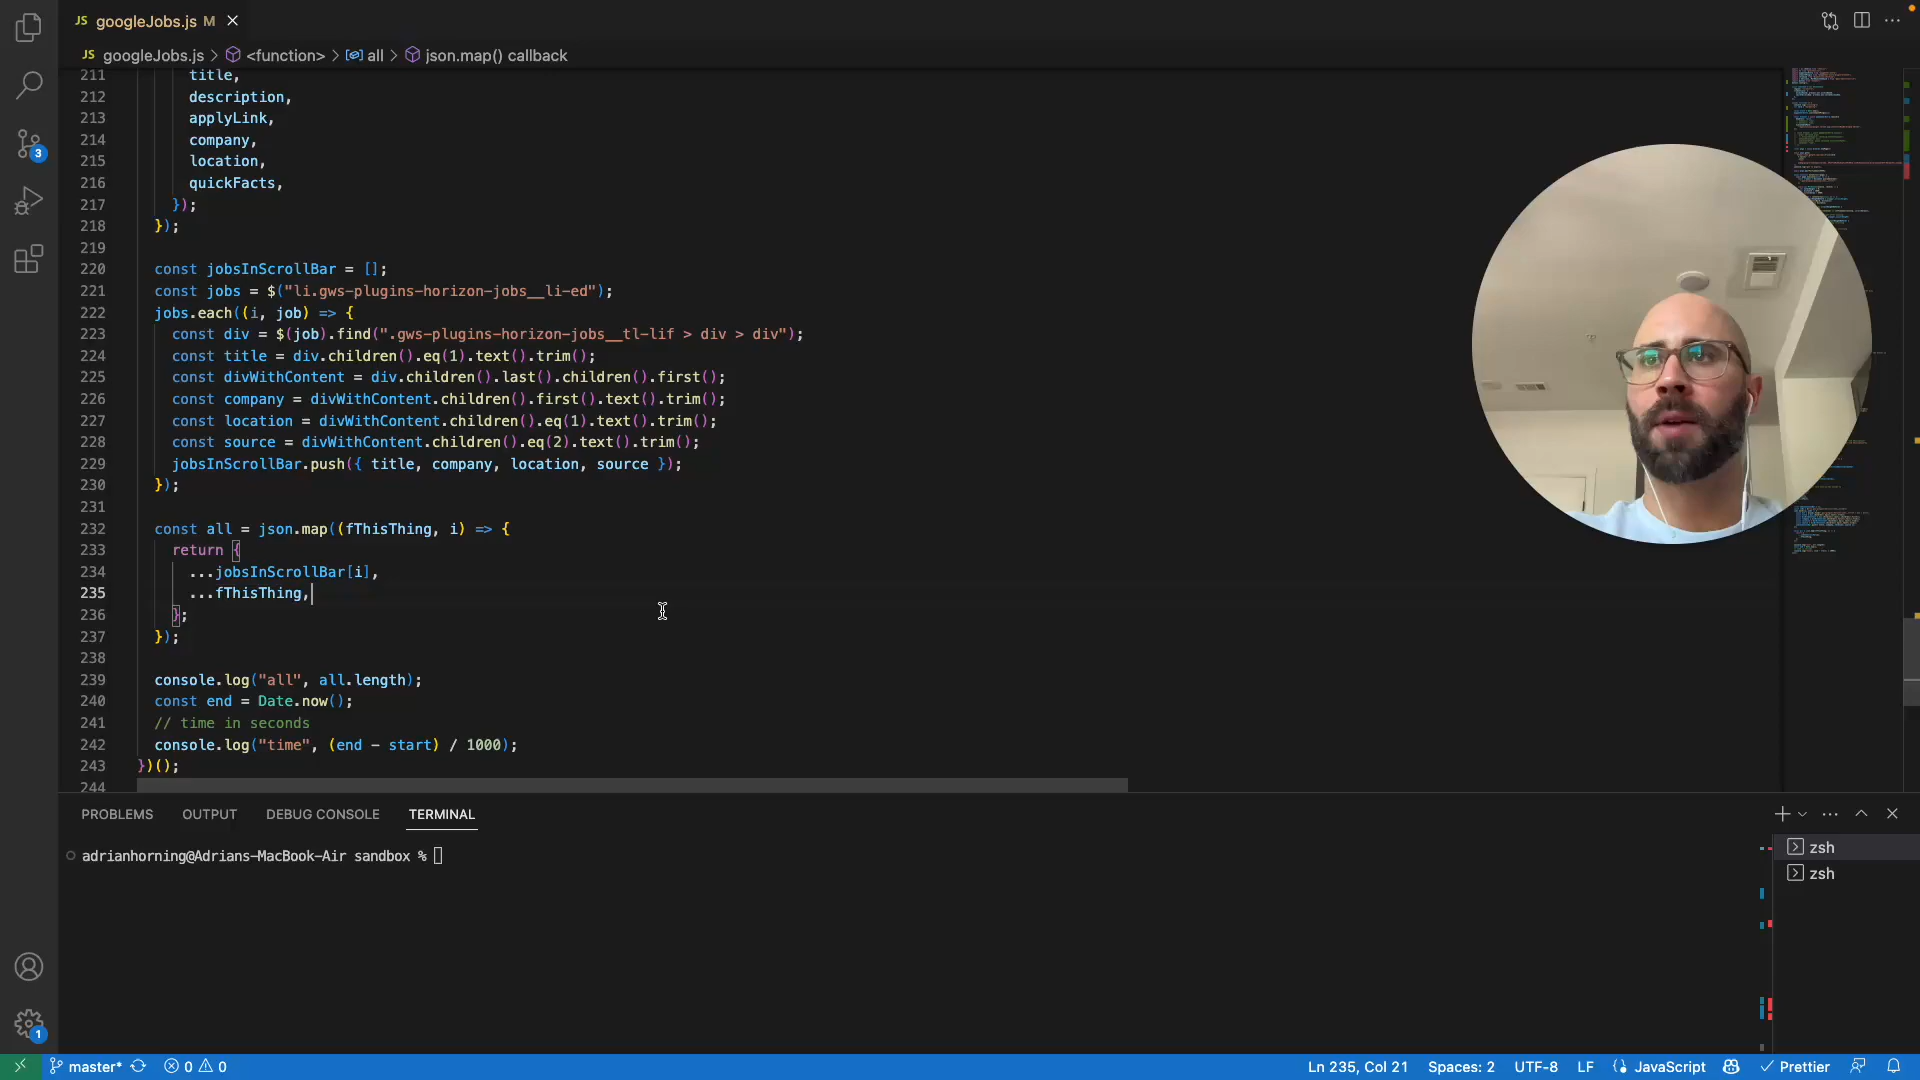 JS googleJobs.js M
JS googleJobs.js > <function> > all > json.map() callback
211 title,
212 description,
213 applyLink,
214 company,
215 location,
216 quickFacts,
217 });
218 });
219
220 const jobsInScrollBar = [];
221 const jobs = $("li.gws-plugins-horizon-jobs__li-ed");
222 jobs.each((i, job) => {
223 const div = $(job).find(".gws-plugins-horizon-jobs__tl-lif > div > div");
224 const title = div.children().eq(1).text().trim();
225 const divWithContent = div.children().last().children().first();
226 const company = divWithContent.children().first().text().trim();
227 const location = divWithContent.children().eq(1).text().trim();
228 const source = divWithContent.children().eq(2).text().trim();
229 jobsInScrollBar.push({ title, company, location, source });
230 });
231
232 const all = json.map((fThisThing, i) => {
233 return {
234 ...jobsInScrollBar[i],
235 ...fThisThing,
236 };
237 });
238
239 console.log("all", all.length);
240 const end = Date.now();
241 // time in seconds
242 console.log("time", (end - start) / 1000);
243 })();
244
3
PROBLEMS OUTPUT DEBUG CONSOLE TERMINAL
adrianhorning@Adrians-MacBook-Air sandbox %
zsh
zsh
1
master* 0 0 Ln 235, Col 21 Spaces: 2 UTF-8 LF JavaScript Prettier